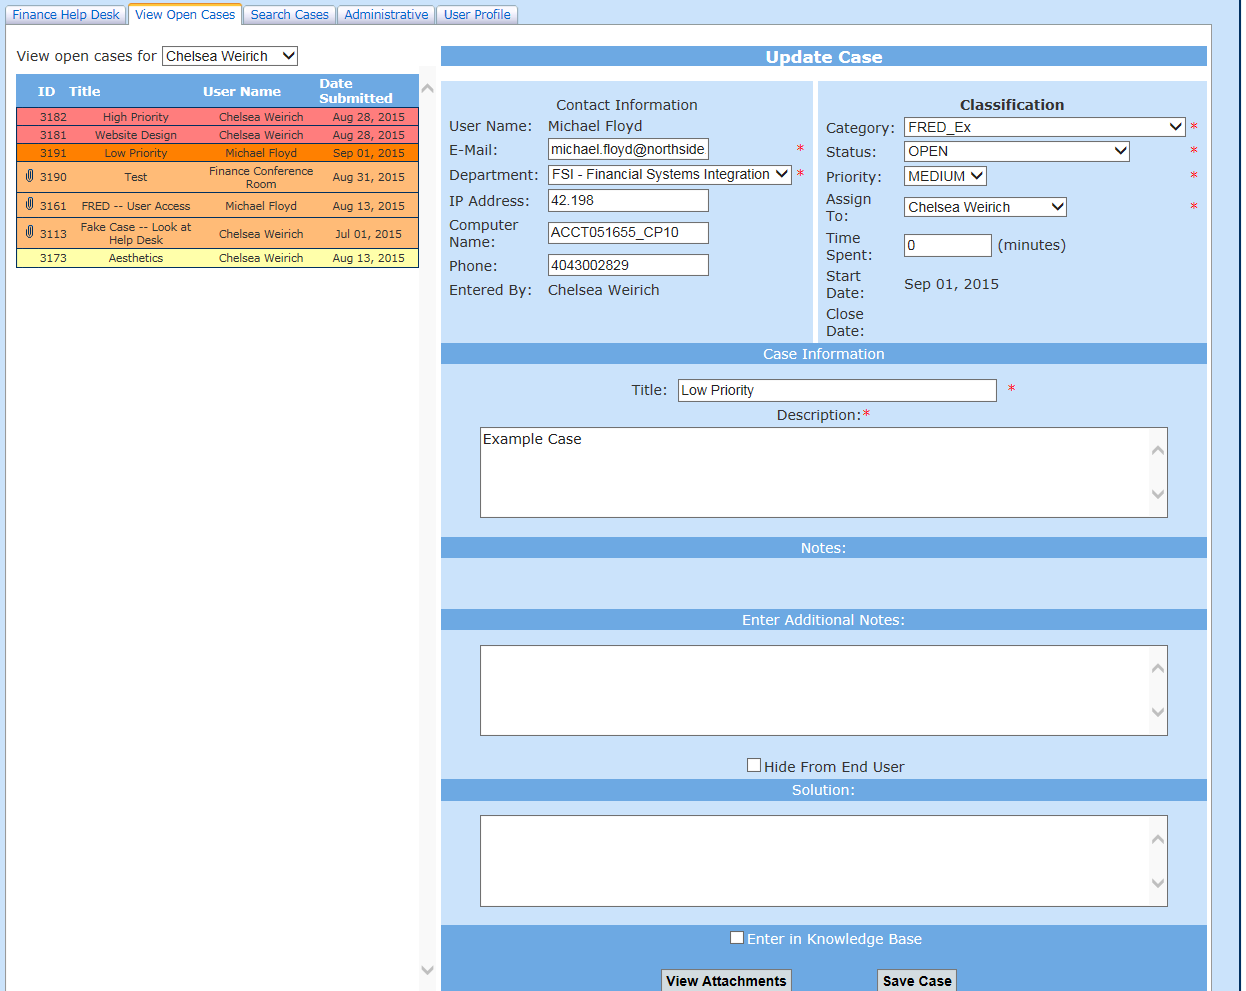 Finance Help Desk View Open Cases Search Cases Administrative User Profile
View open cases for Chelsea Weirich
ID Title User Name Date Submitted
3182 High Priority Chelsea Weirich Aug 28, 2015
3181 Website Design Chelsea Weirich Aug 28, 2015
3191 Low Priority Michael Floyd Sep 01, 2015
3190 Test Finance Conference Room Aug 31, 2015
3161 FRED -- User Access Michael Floyd Aug 13, 2015
3113 Fake Case -- Look at Help Desk Chelsea Weirich Jul 01, 2015
3173 Aesthetics Chelsea Weirich Aug 13, 2015
Update Case
Contact Information
User Name: Michael Floyd
E-Mail: michael.floyd@northside *
Department: FSI - Financial Systems Integration *
IP Address: 42.198
Computer Name: ACCT051655_CP10
Phone: 4043002829
Entered By: Chelsea Weirich
Classification
Category: FRED_Ex *
Status: OPEN *
Priority: MEDIUM *
Assign To: Chelsea Weirich *
Time Spent: 0 (minutes)
Start Date: Sep 01, 2015
Close Date:
Case Information
Title: Low Priority *
Description:*
Example Case
Notes:
Enter Additional Notes:
Hide From End User
Solution:
Enter in Knowledge Base
View Attachments Save Case